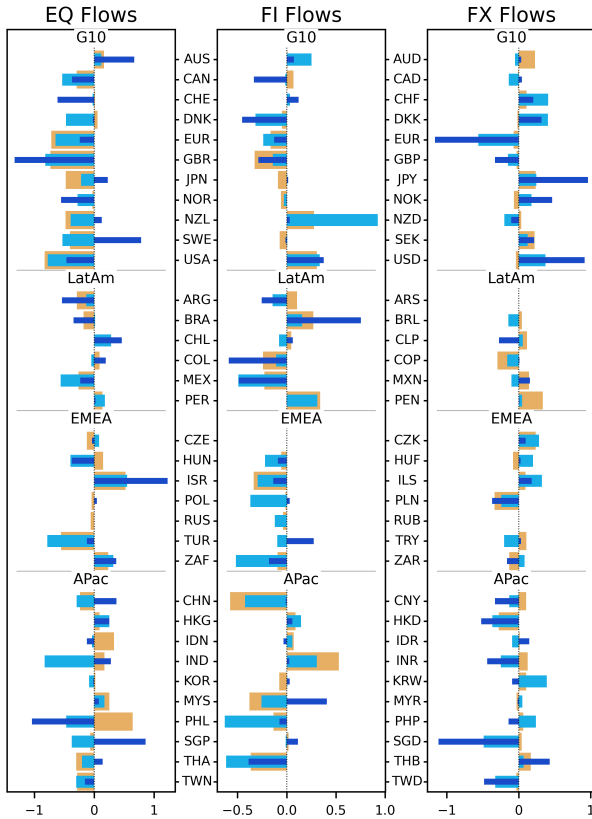 EQ Flows FI Flows FX Flows
G10 G10 G10
AUS AUD
CAN CAD
CHE CHF
DNK DKK
EUR EUR
GBR GBP
JPN JPY
NOR NOK
NZL NZD
SWE SEK
USA USD
LatAm LatAm LatAm
ARG ARS
BRA BRL
CHL CLP
COL COP
MEX MXN
PER PEN
EMEA EMEA EMEA
CZE CZK
HUN HUF
ISR ILS
POL PLN
RUS RUB
TUR TRY
ZAF ZAR
APac APac APac
CHN CNY
HKG HKD
IDN IDR
IND INR
KOR KRW
MYS MYR
PHL PHP
SGP SGD
THA THB
TWN TWD
−1 0 1 −0.5 0.0 0.5 1.0 −1 0 1